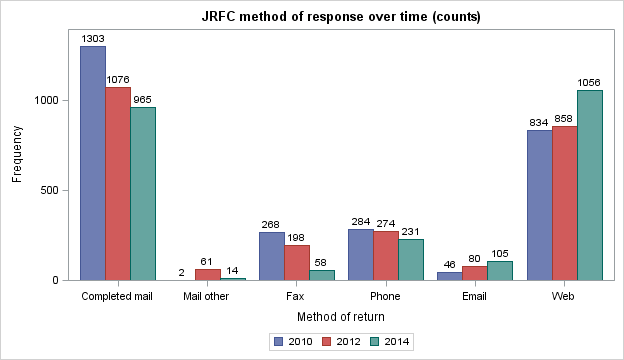 JRFC method of response over time (counts)
Frequency
1000
500
0
1303
1076
965
2
61
14
268
198
58
284
274
231
46
80
105
834
858
1056
Completed mail
Mail other
Fax
Phone
Email
Web
Method of return
2010
2012
2014